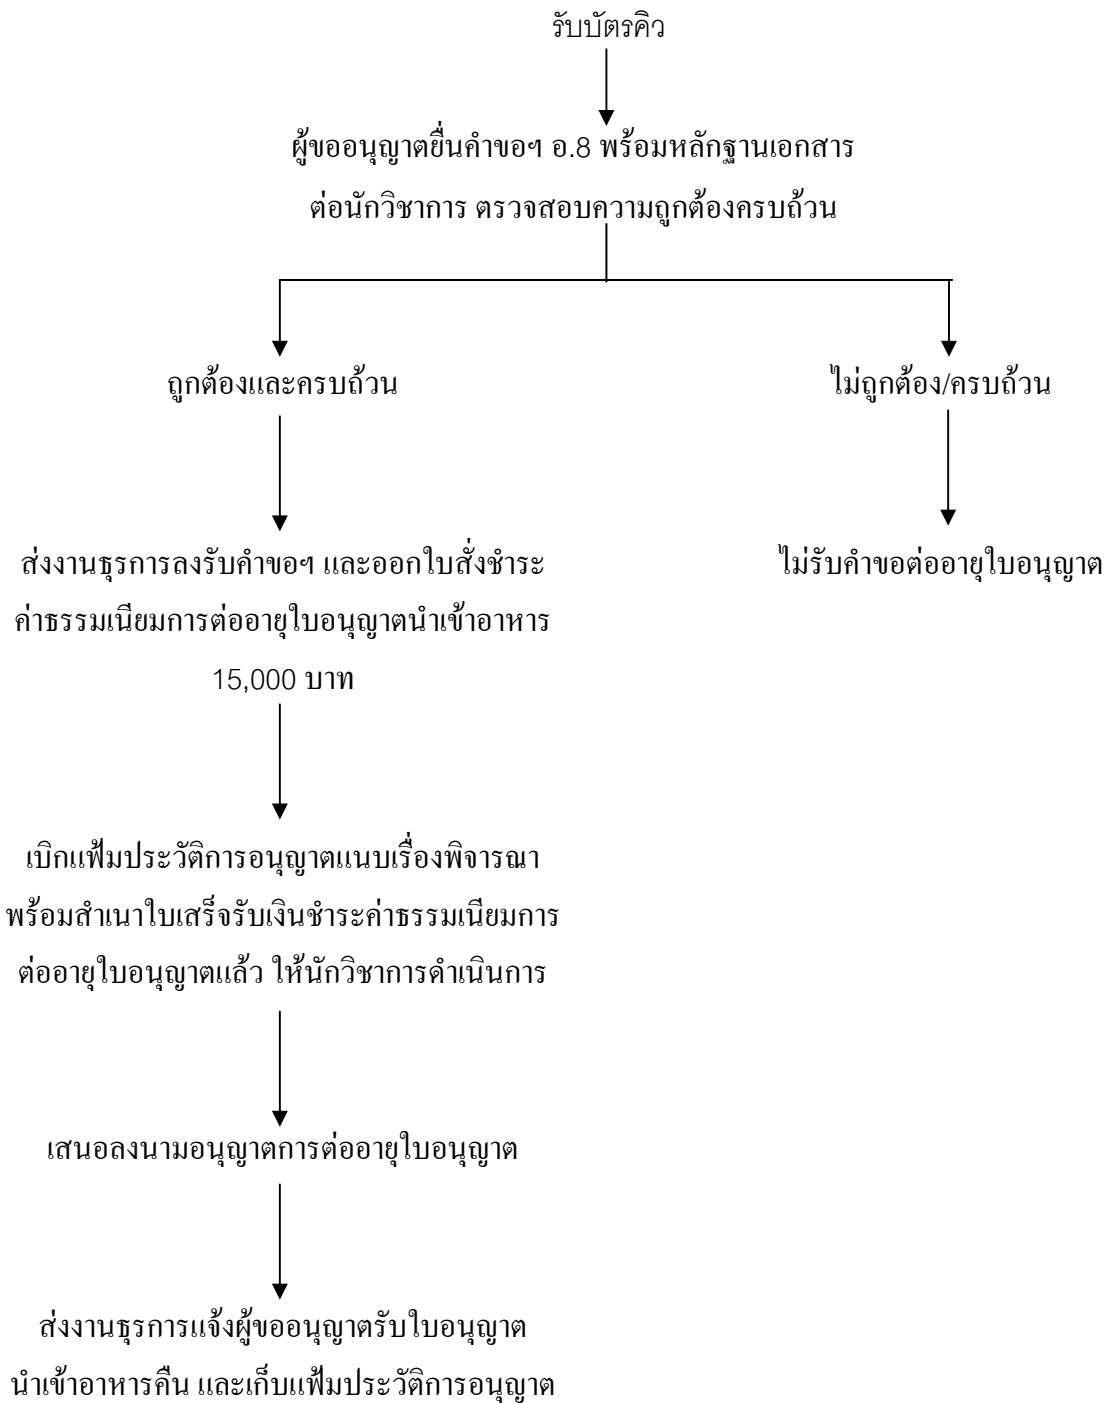 รับบัตรคิว
ผู้ขออนุญาตยื่นคำขอฯ อ.8 พร้อมหลักฐานเอกสาร
ต่อนักวิชาการ ตรวจสอบความถูกต้องครบถ้วน
ถูกต้องและครบถ้วน
ไม่ถูกต้อง/ครบถ้วน
ส่งงานธุรการลงรับคำขอฯ และออกใบสั่งชำระ
ค่าธรรมเนียมการต่ออายุใบอนุญาตนำเข้าอาหาร
15,000 บาท
ไม่รับคำขอต่ออายุใบอนุญาต
เบิกแฟ้มประวัติการอนุญาตแนบเรื่องพิจารณา
พร้อมสำเนาใบเสร็จรับเงินชำระค่าธรรมเนียมการ
ต่ออายุใบอนุญาตแล้ว ให้นักวิชาการดำเนินการ
เสนอลงนามอนุญาตการต่ออายุใบอนุญาต
ส่งงานธุรการแจ้งผู้ขออนุญาตรับใบอนุญาต
นำเข้าอาหารคืน และเก็บแฟ้มประวัติการอนุญาต